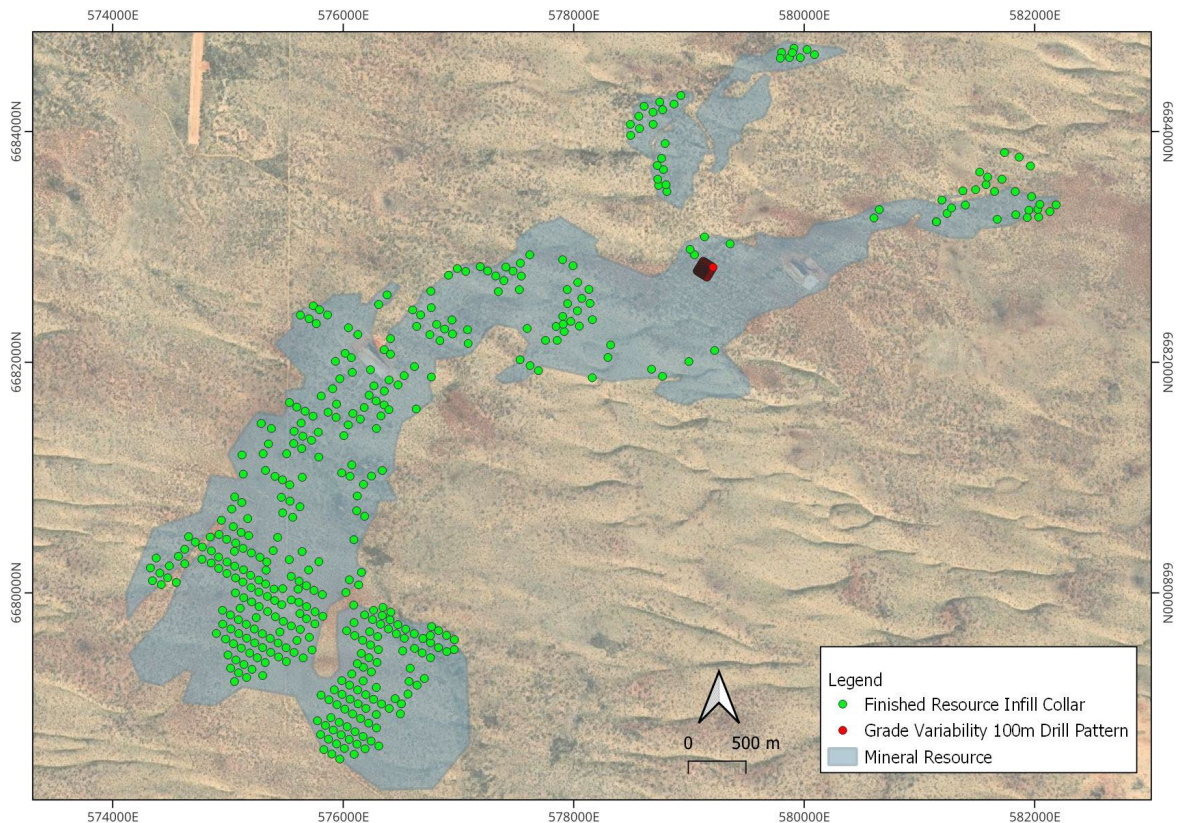 574000E 576000E 578000E 580000E 582000E
6684000N 6684000N
6682000N 6682000N
6680000N 6680000N
Legend
Finished Resource Infill Collar
Grade Variability 100m Drill Pattern
0 500 m
Mineral Resource
574000E 576000E 578000E 580000E 582000E